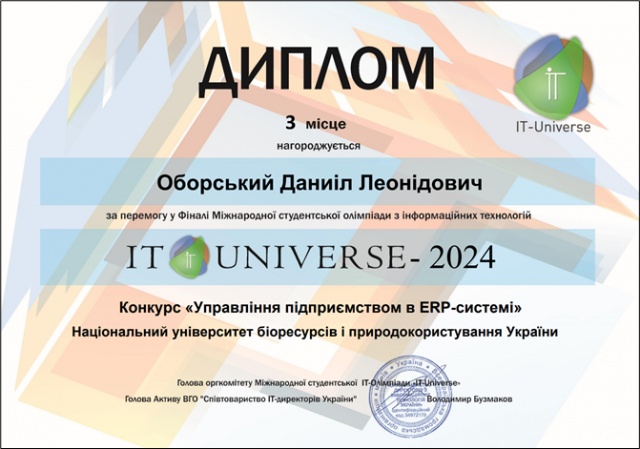 ДИПЛОМ
іт
IT-Universe
3 місце
нагороджується
Оборський Даниіл Леонідович
за перемогу у Фіналі Міжнародної студентської олімпіади з інформаційних технологій
IT UNIVERSE- 2024
Конкурс «Управління підприємством в ERP-системі»
Національний університет біоресурсів і природокористування України
Голова оргкомітету Міжнародної студентської IT-Олімпіади «IT-Universe»
Голова Активу ВГО "Співтовариство IT-директорів України" Володимир Бузмаков
Україна